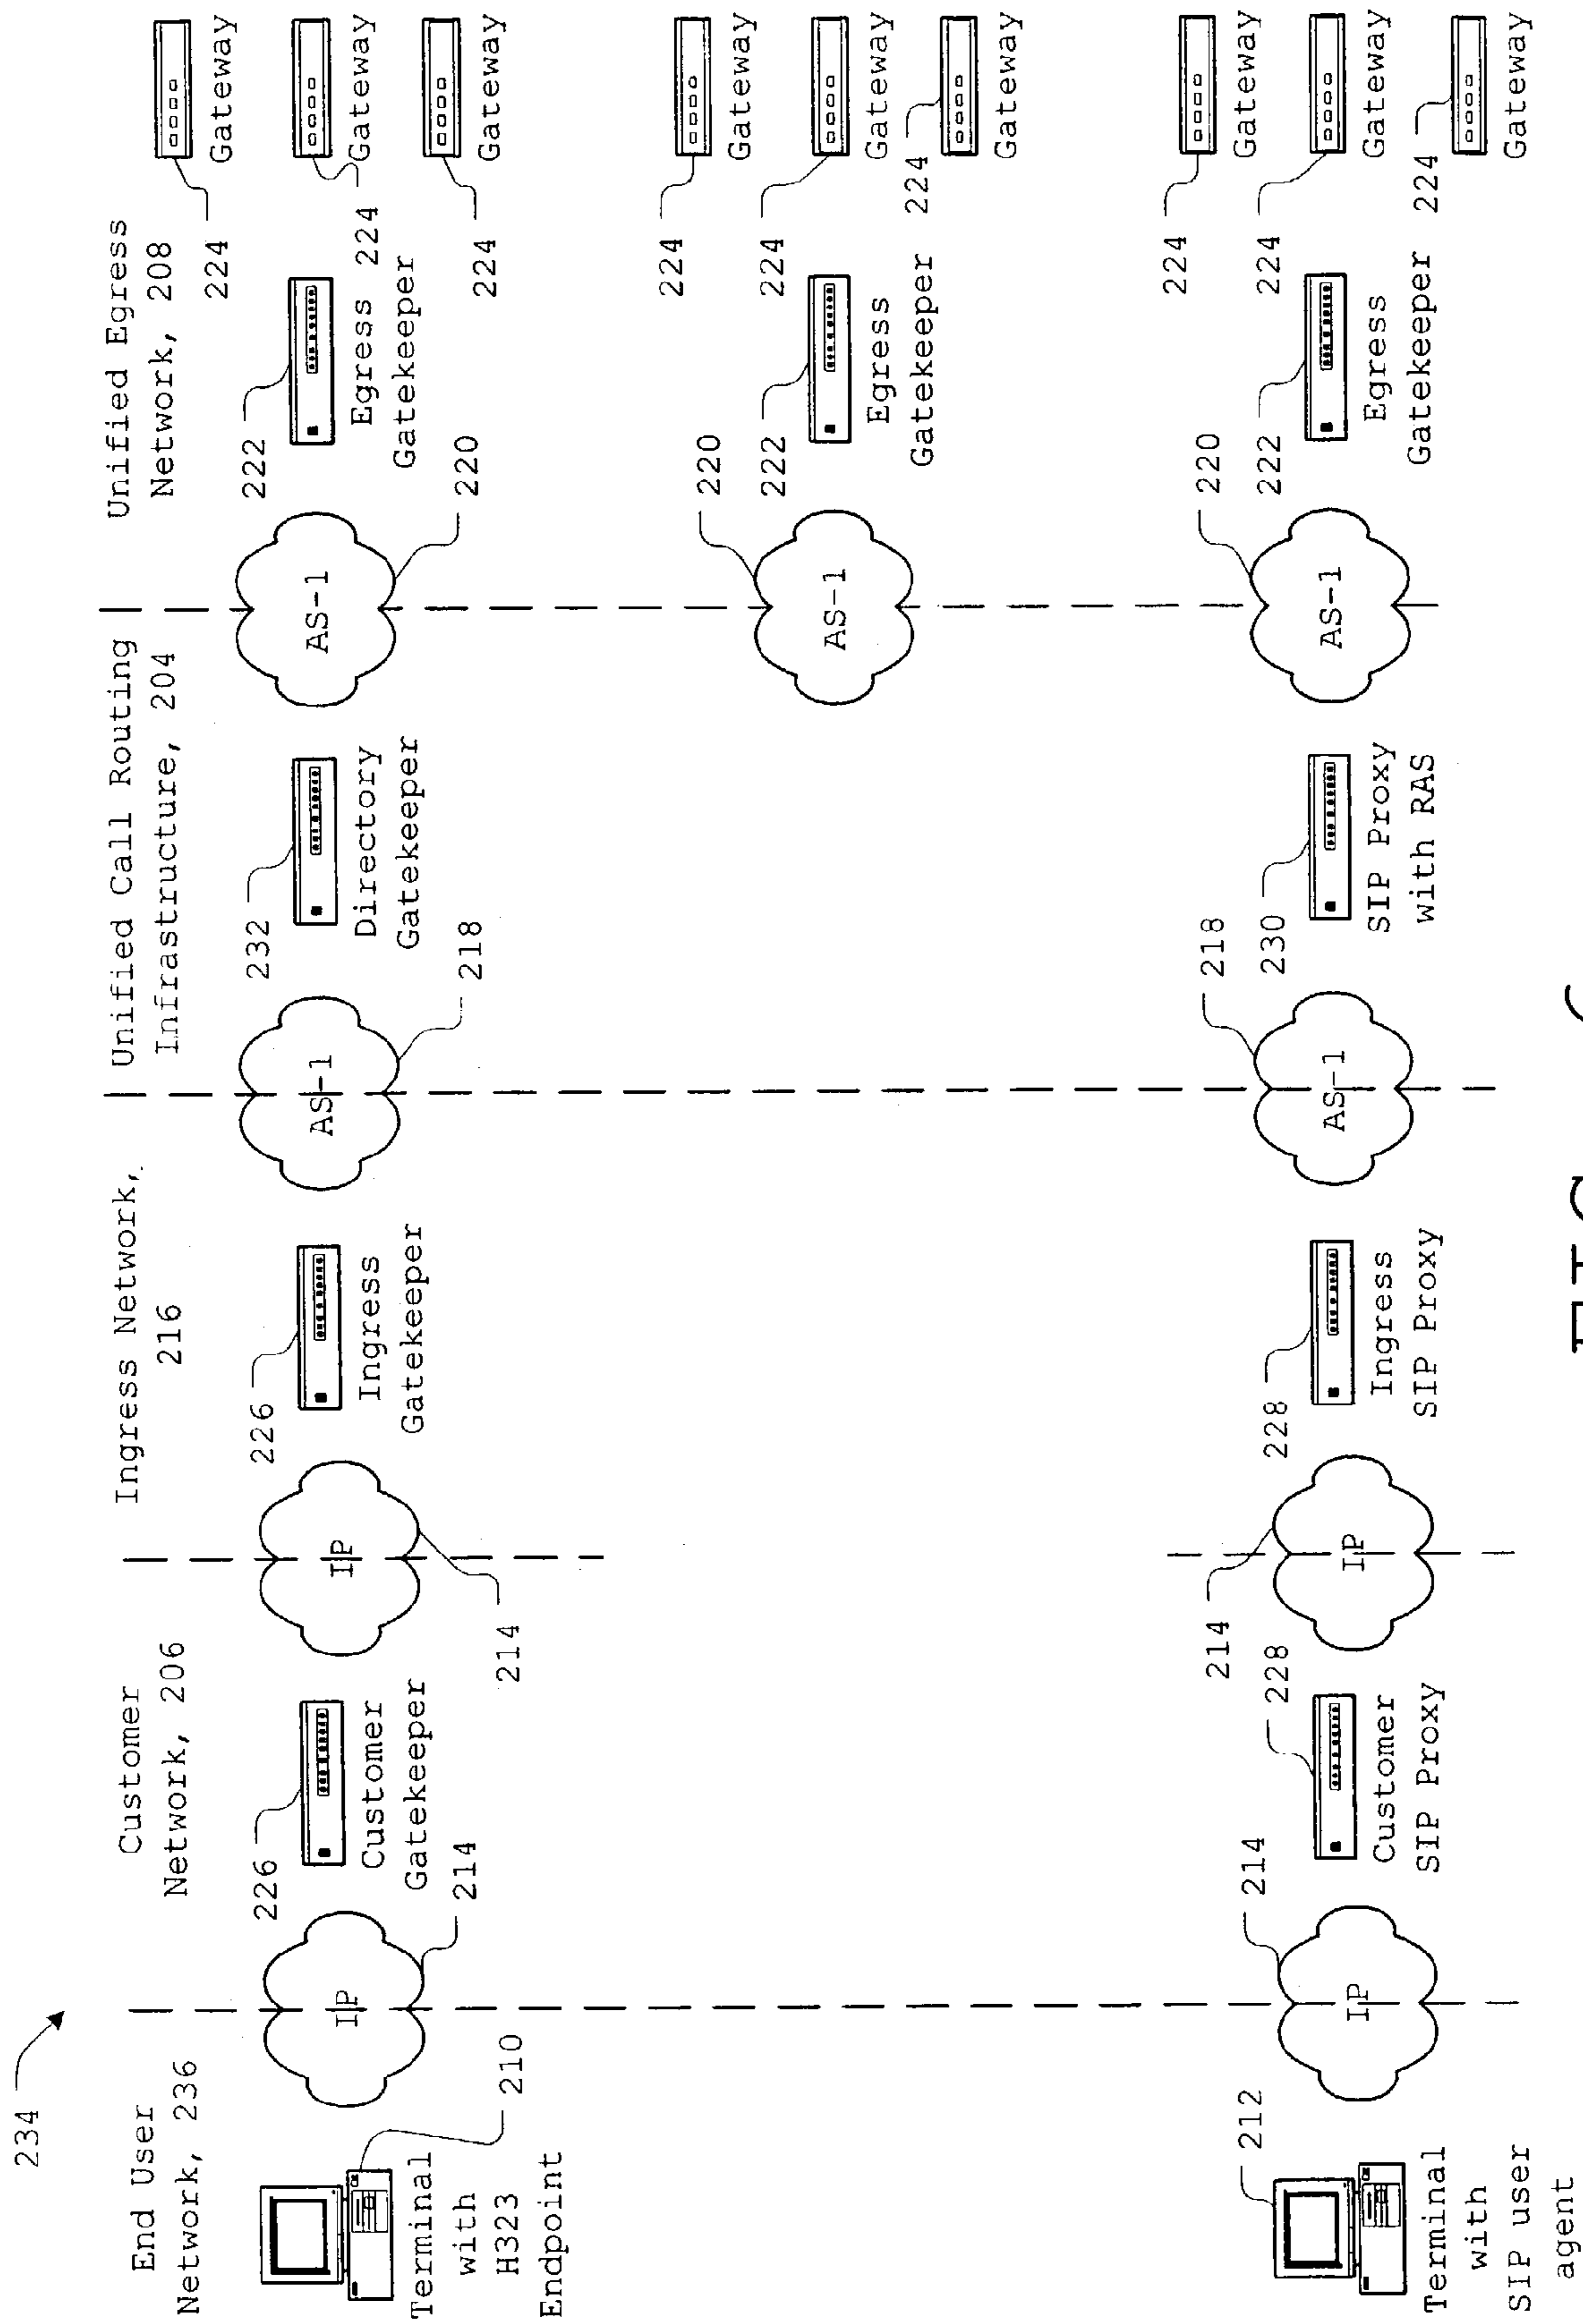 234
End User
Network, 236
Customer
Network, 206
Ingress Network,
216
Unified Call Routing
Infrastructure, 204
Unified Egress
Network, 208
Terminal
with
H323
Endpoint
210
IP
214
226
Customer
Gatekeeper
IP
214
226
Ingress
Gatekeeper
AS-1
218
232
Directory
Gatekeeper
AS-1
220
222
Egress
Gatekeeper
224
Gateway
224
Gateway
224
Gateway
AS-1
220
222
Egress
Gatekeeper
224
Gateway
224
Gateway
224
Gateway
212
Terminal
with
SIP user
agent
IP
214
228
Customer
SIP Proxy
IP
214
228
Ingress
SIP Proxy
AS-1
218
230
SIP Proxy
with RAS
AS-1
220
222
Egress
Gatekeeper
224
Gateway
224
Gateway
224
Gateway